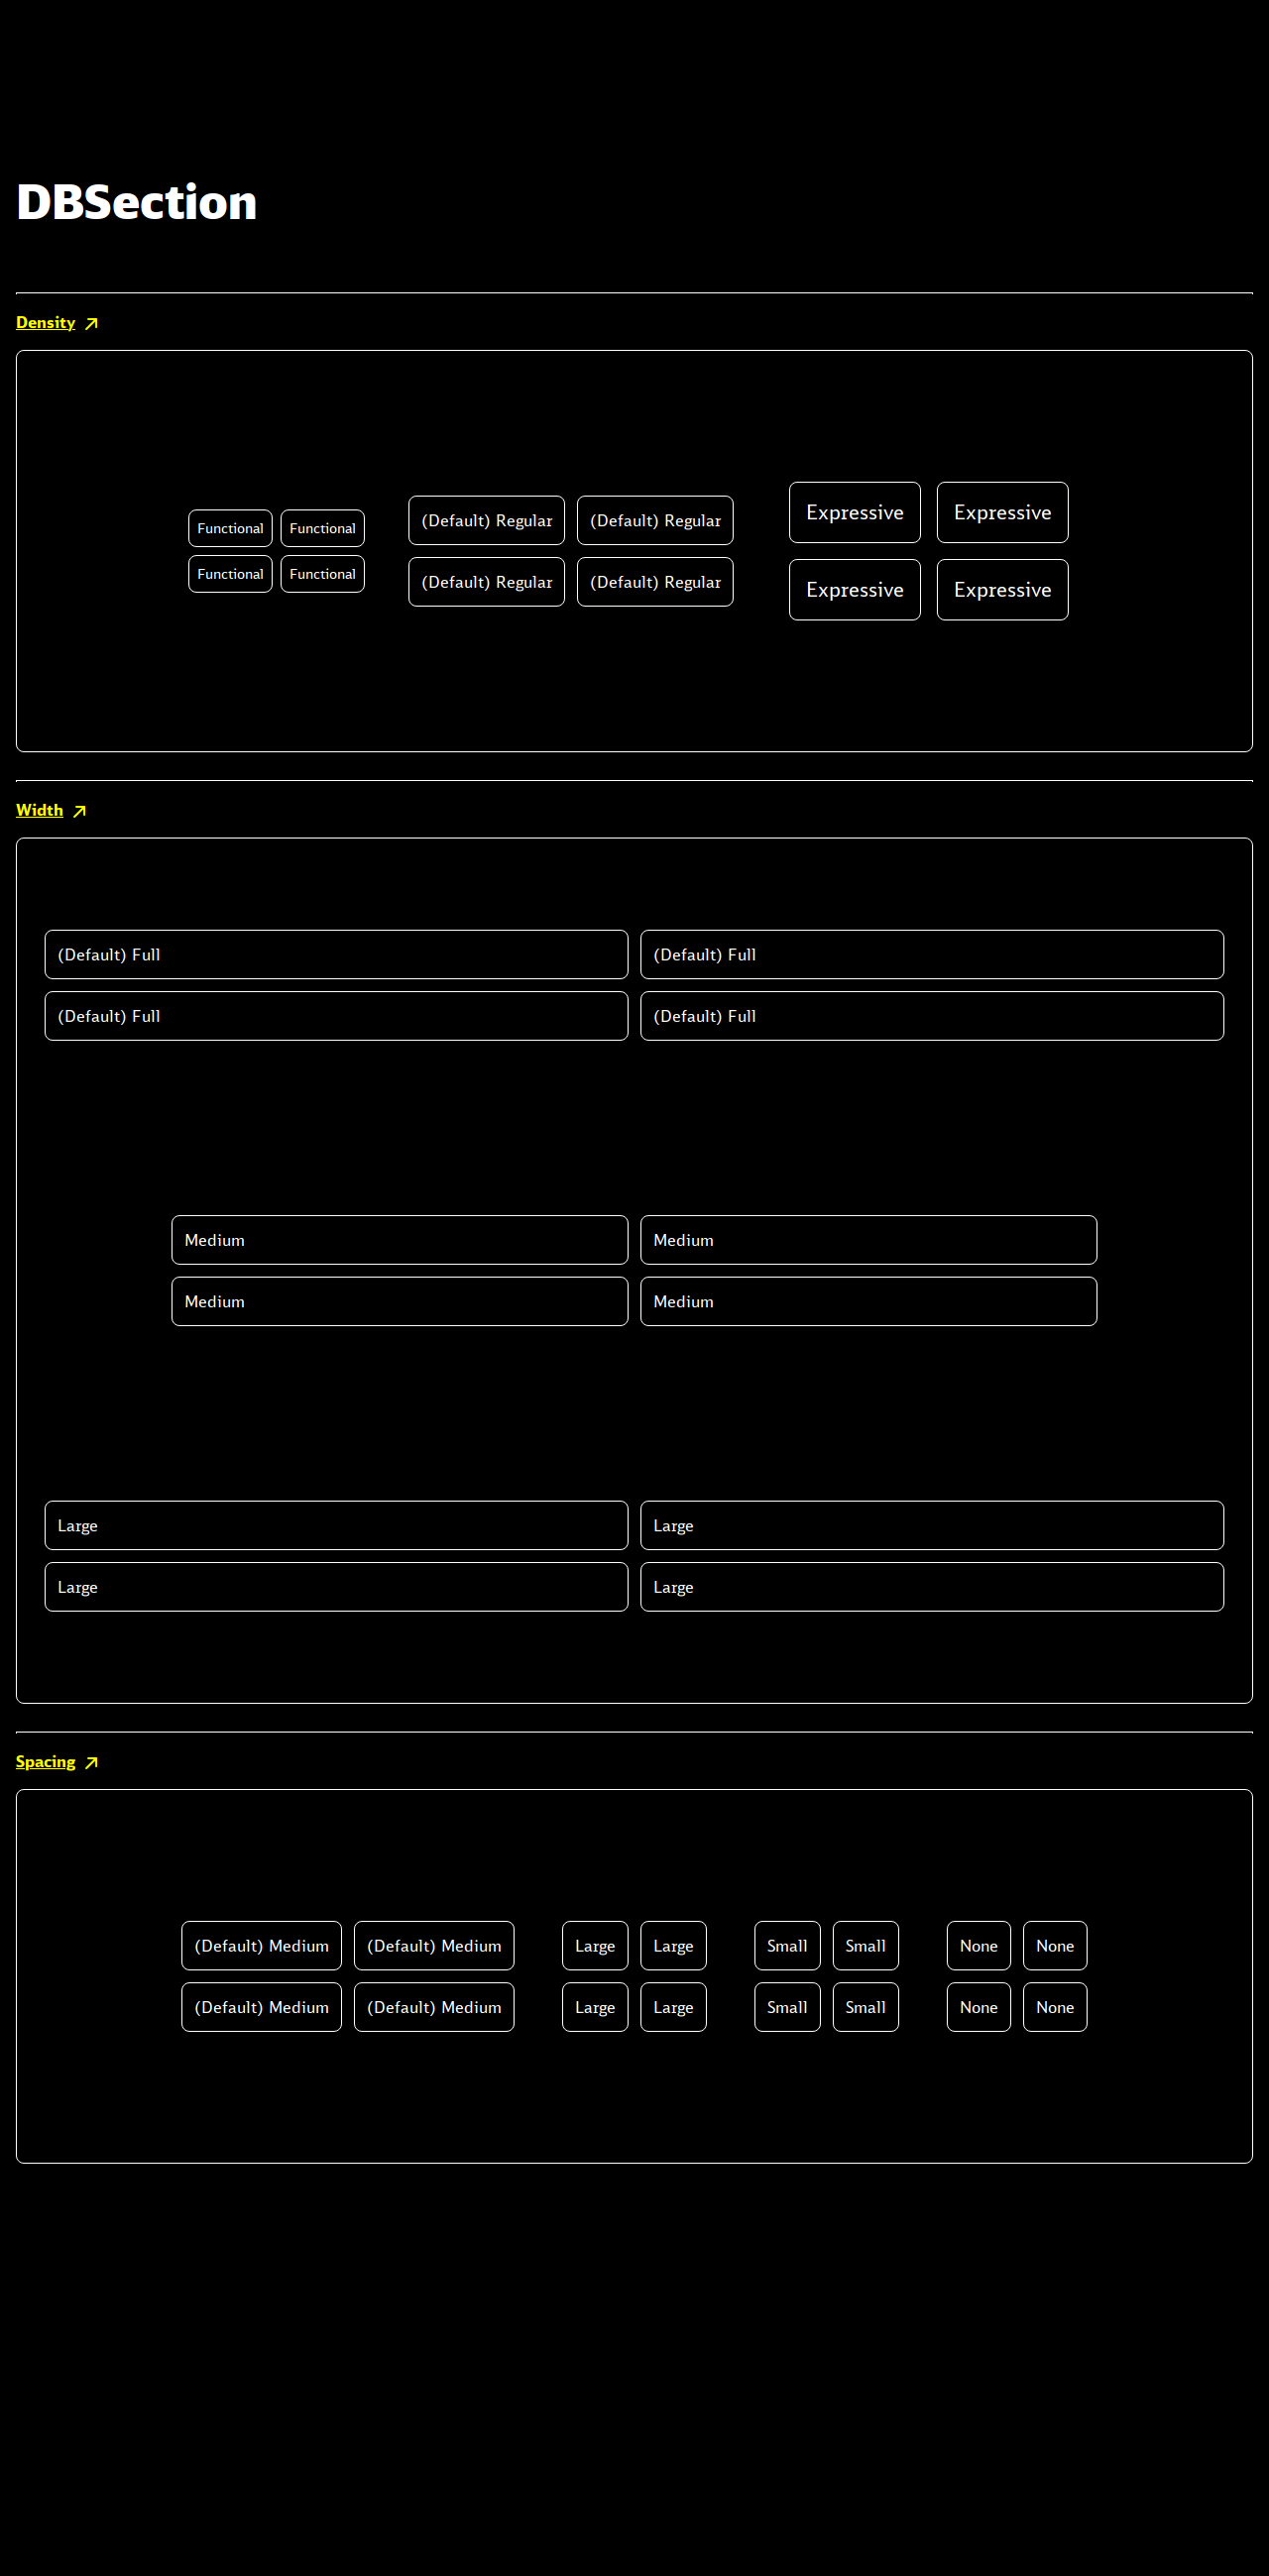 DBSection
Density
Functional Functional (Default) Regular (Default) Regular Expressive Expressive
Functional Functional (Default) Regular (Default) Regular Expressive Expressive
Width
(Default) Full (Default) Full
(Default) Full (Default) Full
Medium Medium
Medium Medium
Large Large
Large Large
Spacing
(Default) Medium (Default) Medium Large Large Small Small None None
(Default) Medium (Default) Medium Large Large Small Small None None